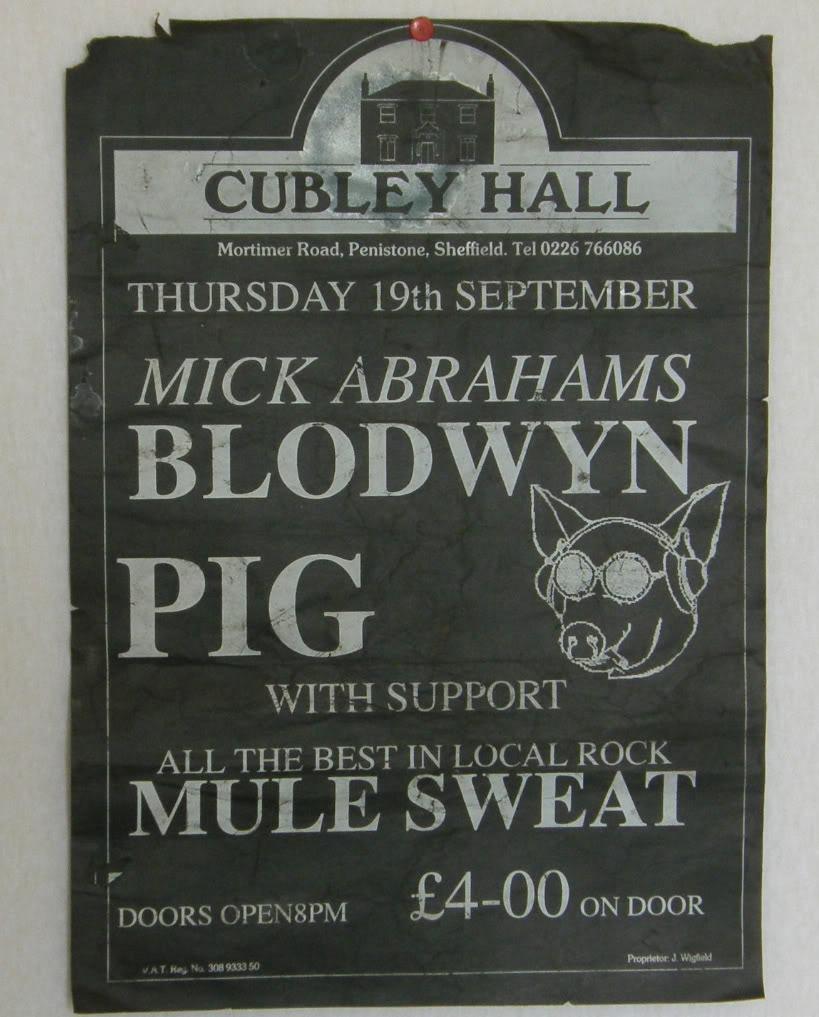 CUBLEY HALL
Mortimer Road, Penistone, Sheffield. Tel 0226 766086
THURSDAY 19th SEPTEMBER
MICK ABRAHAMS
BLODWYN
PIG
WITH SUPPORT
ALL THE BEST IN LOCAL ROCK
MULE SWEAT
DOORS OPEN8PM £4-00 ON DOOR
V.A.T. Reg. No. 308 9333 50 Proprietor: J. Wigfield